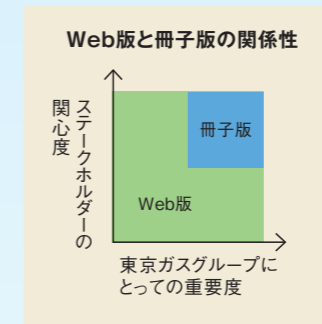 Web版と冊子版の関係性
ステークホルダーの
関心度
冊子版
Web版
東京ガスグループに
とっての重要度